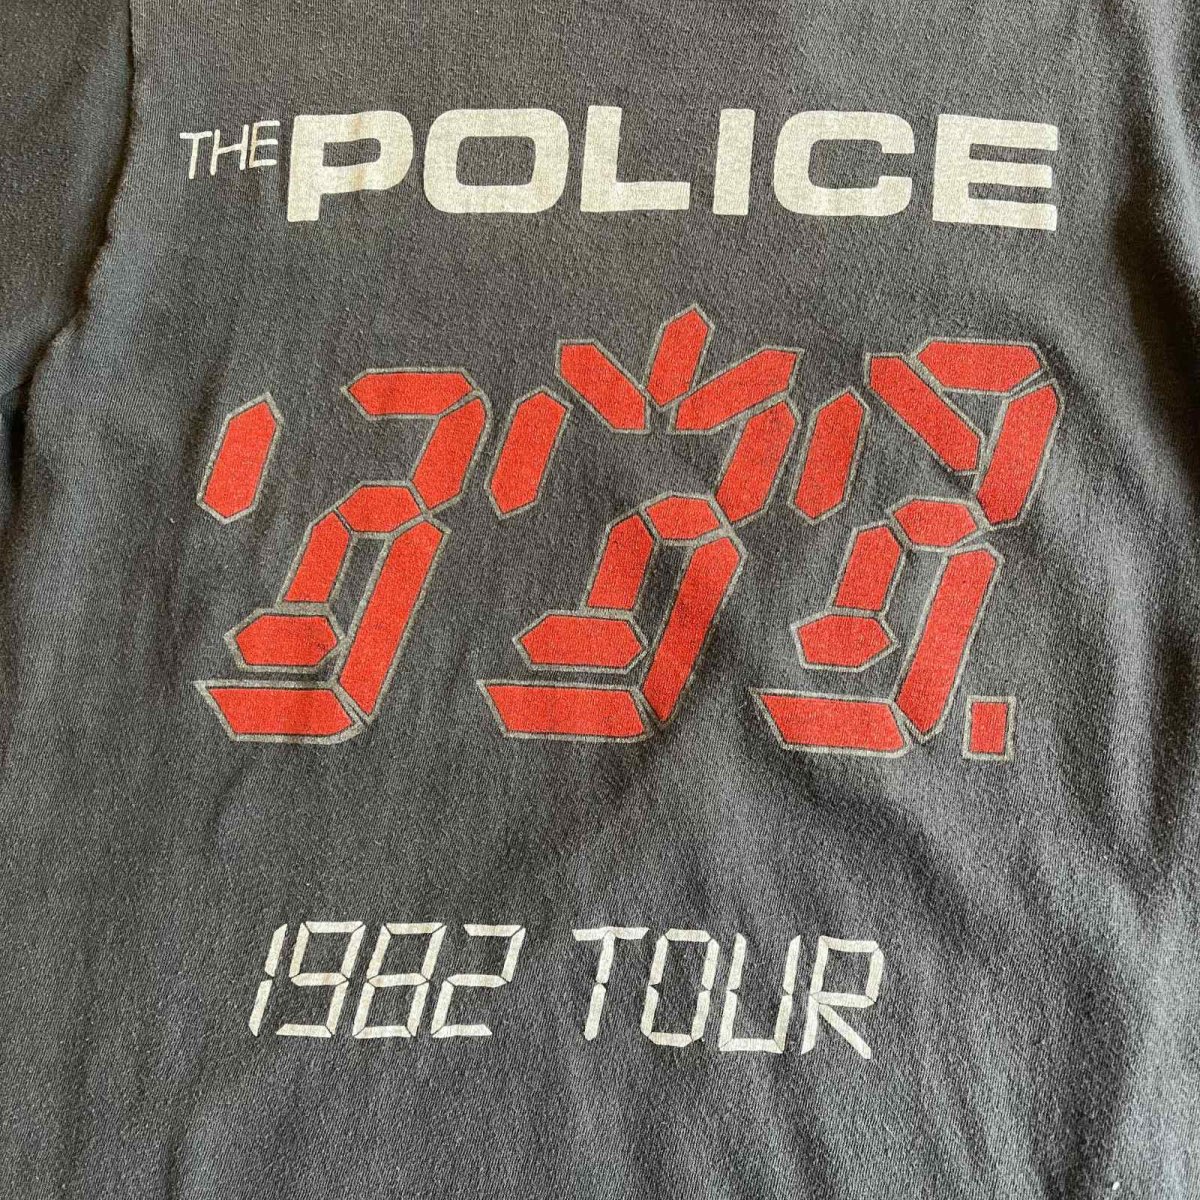 THE POLICE
1982 TOUR